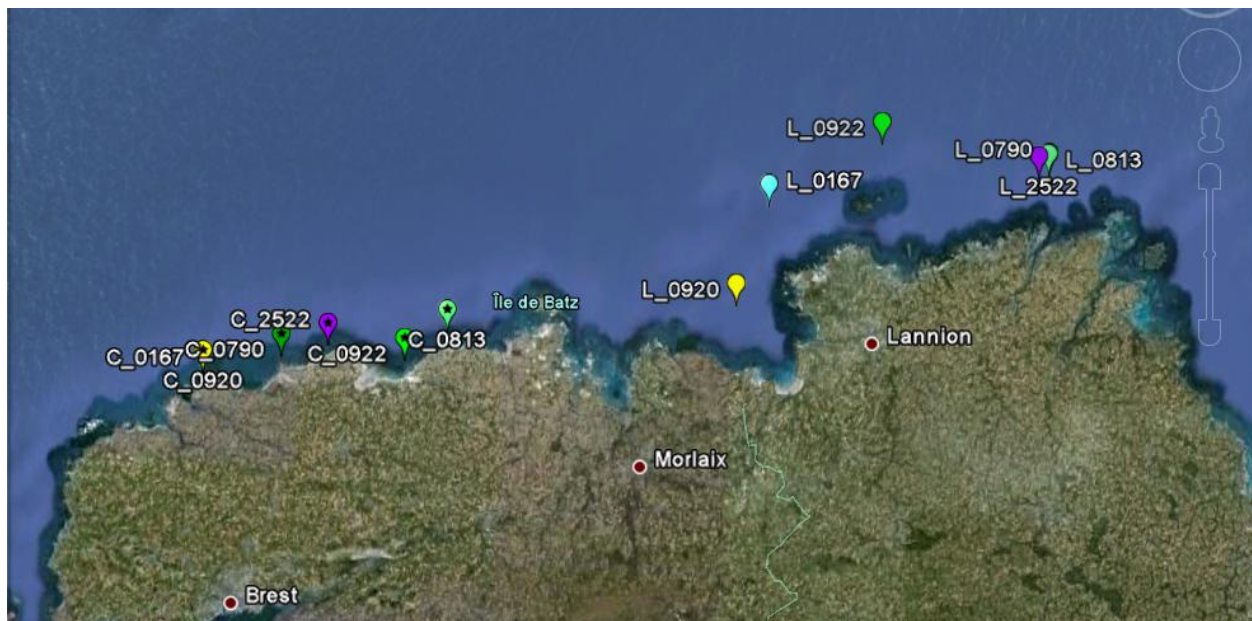 L_0922
L_0790
L_0813
L_0167
L_2522
L_0920
Île de Batz
C_2522
C_0813
C_0167
C_0790
C_0922
C_0920
Lannion
Morlaix
Brest